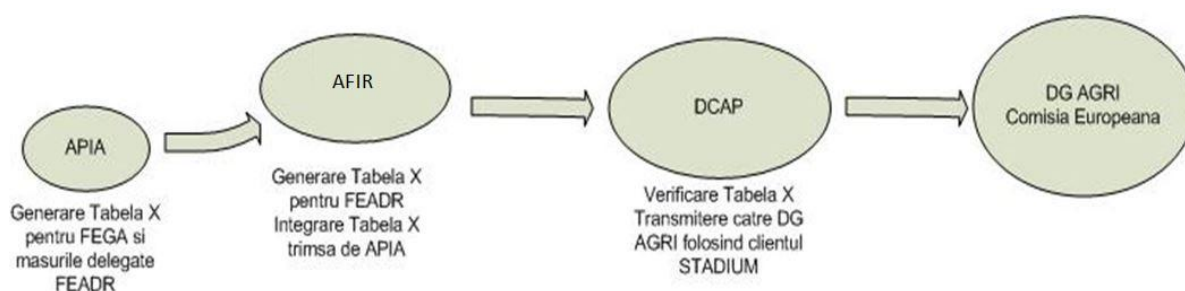 APIA
Generare Tabela X
pentru FEGA si
masurile delegate
FEADR
AFIR
Generare Tabela X
pentru FEADR
Integrare Tabela X
trimsa de APIA
DCAP
Verificare Tabela X
Transmitere catre DG
AGRI folosind clientul
STADIUM
DG AGRI
Comisia Europeana